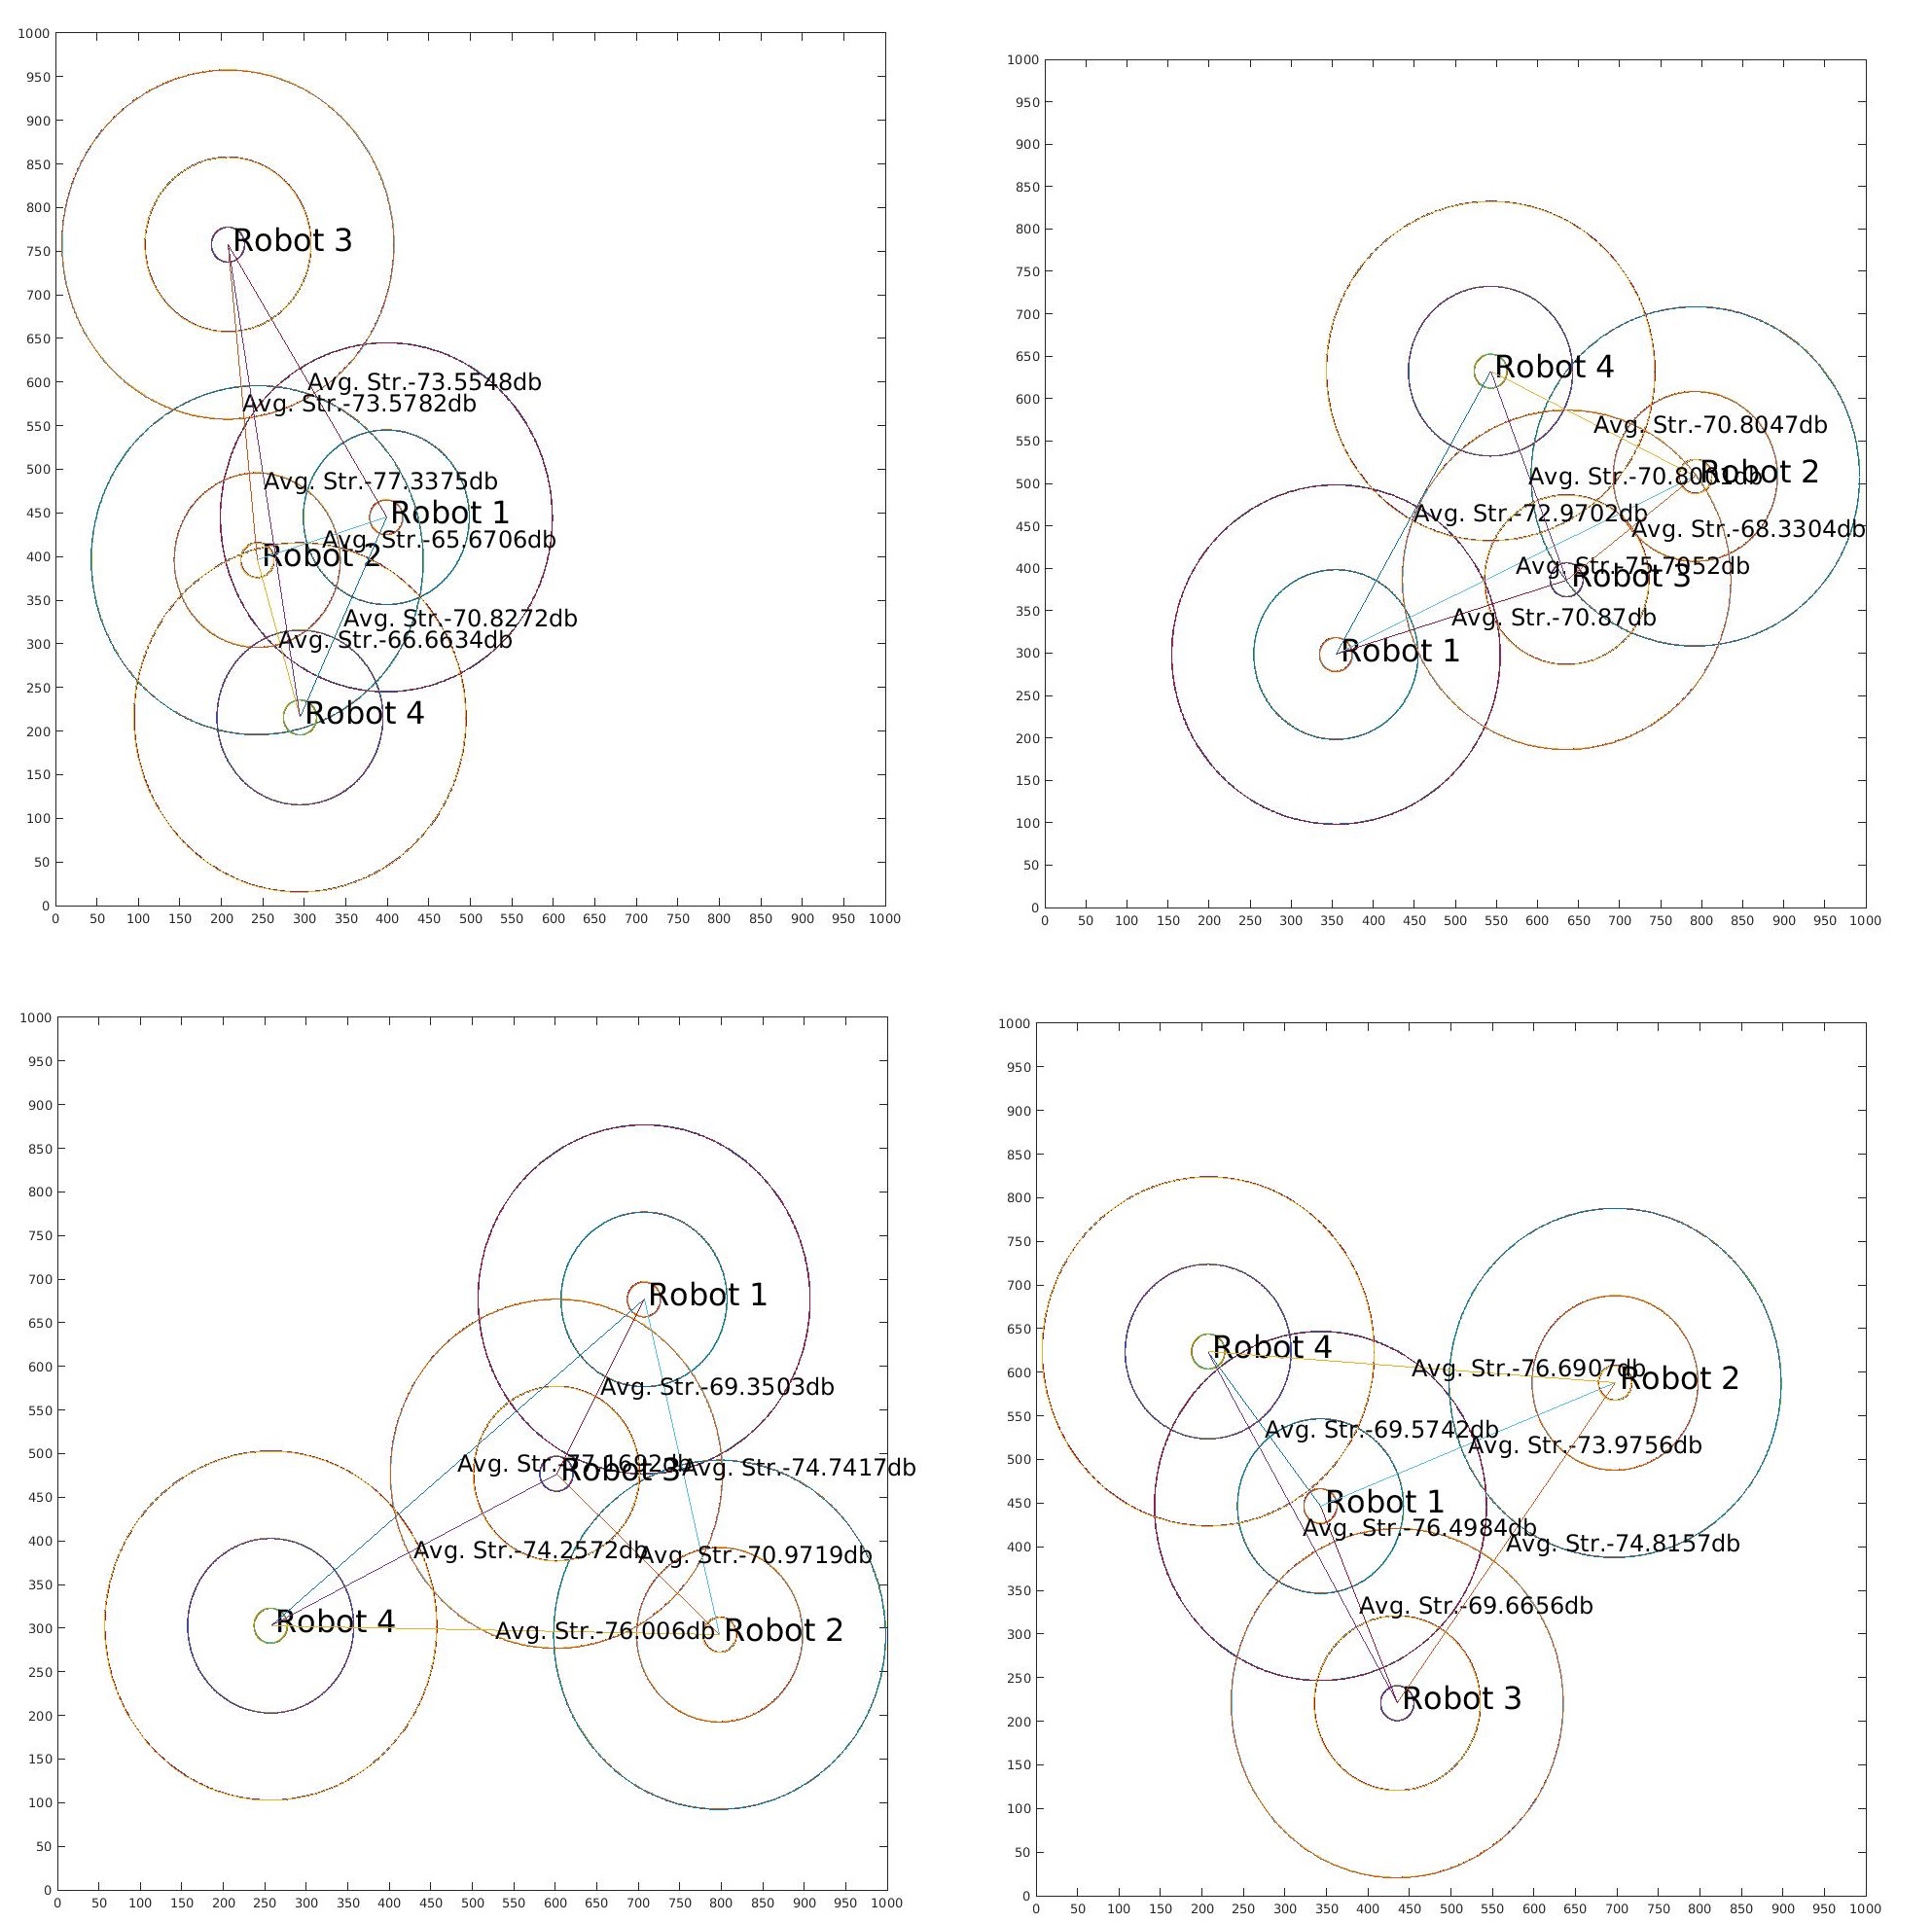 1000
950
900
850
800
750
700
650
600
550
500
450
400
350
300
250
200
150
100
50
0
Robot 3
Avg. Str.-73.5548db
Avg. Str.-73.5782db
Avg. Str.-77.3375db
Robot 1
Avg. Str.-65.6706db
Robot 2
Avg. Str.-70.8272db
Avg. Str.-66.6634db
Robot 4
0 50 100 150 200 250 300 350 400 450 500 550 600 650 700 750 800 850 900 950 1000
1000
950
900
850
800
750
700
650
600
550
500
450
400
350
300
250
200
150
100
50
0
Robot 4
Avg. Str.-70.8047db
Avg.
Robot 2
Avg. Str.-72.9702db
Avg. Str.-68.3304db
Avg.
Robot 3
Avg. Str.-70.87db
Robot 1
0 50 100 150 200 250 300 350 400 450 500 550 600 650 700 750 800 850 900 950 1000
1000
950
900
850
800
750
700
650
600
550
500
450
400
350
300
250
200
150
100
50
0
Robot 1
Avg. Str.-69.3503db
Avg.
Robot 3
Avg. Str.-74.7417db
Avg. Str.-74.2572db
Avg. Str.-70.9719db
Robot 4
Avg. Str.-76.006db
Robot 2
0 50 100 150 200 250 300 350 400 450 500 550 600 650 700 750 800 850 900 950 1000
1000
950
900
850
800
750
700
650
600
550
500
450
400
350
300
250
200
150
100
50
0
Robot 4
Avg. Str.-76.6907db
Robot 2
Avg. Str.-69.5742db
Avg. Str.-73.9756db
Robot 1
Avg. Str.-76.4984db
Avg. Str.-74.8157db
Avg. Str.-69.6656db
Robot 3
0 50 100 150 200 250 300 350 400 450 500 550 600 650 700 750 800 850 900 950 1000